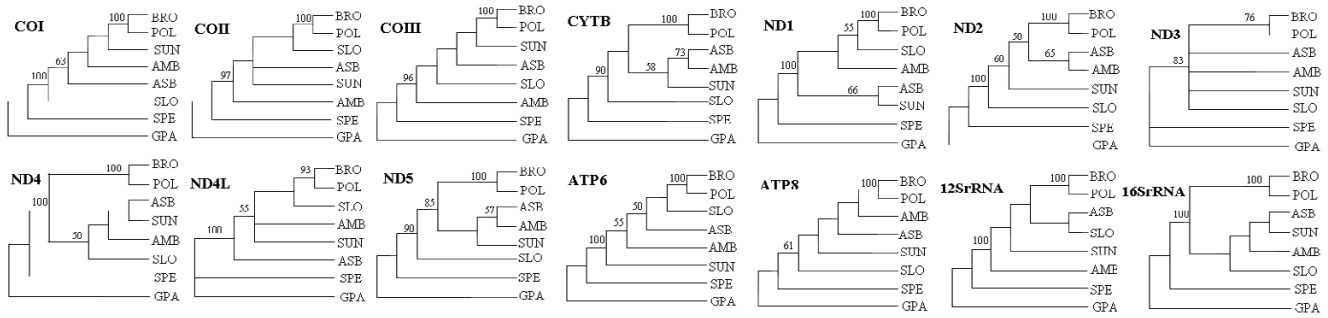 COI
100
BRO
POL
SUN
63
AMB
ASB
100
SLO
SPE
GPA
COII
100
BRO
POL
SLO
ASB
97
SUN
AMB
SPE
GPA
COIII
100
BRO
POL
SUN
ASB
96
SLO
AMB
SPE
GPA
CYTB
100
BRO
POL
73
ASB
AMB
58
SUN
90
SLO
SPE
GPA
ND1
55
100
BRO
POL
SLO
AMB
100
66
ASB
SUN
SPE
GPA
ND2
100
BRO
POL
50
65
ASB
AMB
60
SUN
100
SLO
SPE
GPA
ND3
76
BRO
POL
ASB
83
AMB
SUN
SLO
SPE
GPA
ND4
100
BRO
POL
100
ASB
SUN
50
AMB
SLO
SPE
GPA
ND4L
93
BRO
POL
SLO
55
AMB
SUN
100
ASB
SPE
GPA
ND5
100
BRO
POL
85
57
ASB
AMB
SUN
90
SLO
SPE
GPA
ATP6
100
BRO
POL
50
SLO
55
ASB
AMB
100
SUN
SPE
GPA
ATP8
100
BRO
POL
AMB
ASB
61
SUN
SLO
SPE
GPA
12SrRNA
100
BRO
POL
ASB
SLO
100
SUN
AMB
SPE
GPA
16SrRNA
100
BRO
POL
100
ASB
SUN
AMB
SLO
SPE
GPA